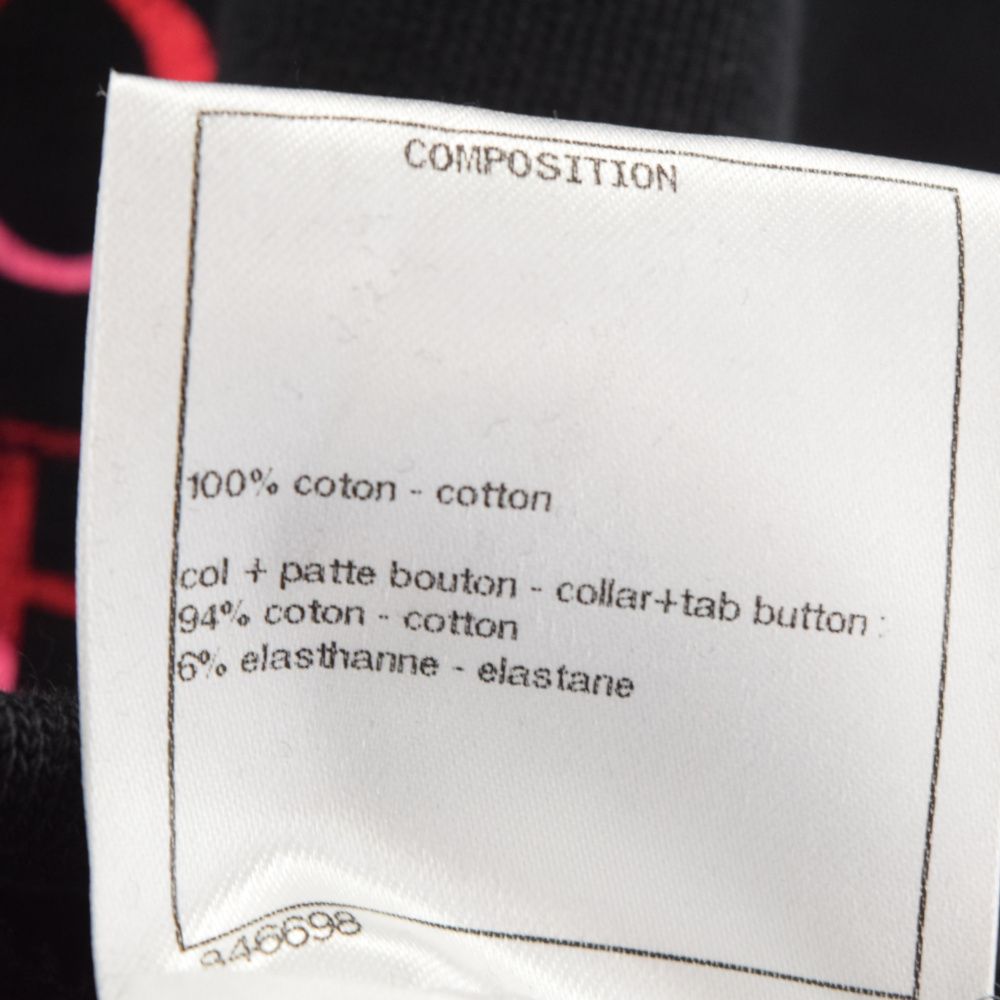 COMPOSITION
100% coton - cotton
col + patte bouton - collar+tab button :
94% coton - cotton
6% elasthanne - elastane